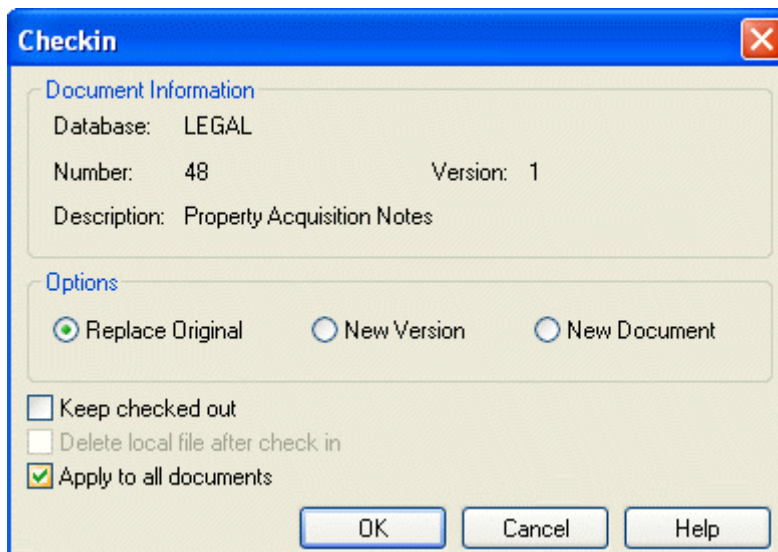 Checkin
Document Information
Database: LEGAL
Number: 48 Version: 1
Description: Property Acquisition Notes
Options
Replace Original New Version New Document
Keep checked out
Delete local file after check in
Apply to all documents
OK Cancel Help